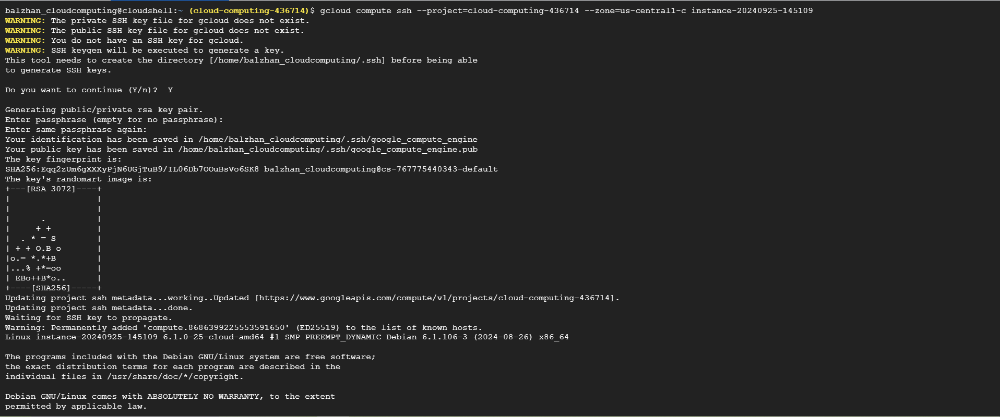 balzhan_cloudcomputing@cloudshell:~ (cloud-computing-436714)$ gcloud compute ssh --project=cloud-computing-436714 --zone=us-central1-c instance-20240925-145109
WARNING: The private SSH key file for gcloud does not exist.
WARNING: The public SSH key file for gcloud does not exist.
WARNING: You do not have an SSH key for gcloud.
WARNING: SSH keygen will be executed to generate a key.
This tool needs to create the directory [/home/balzhan_cloudcomputing/.ssh] before being able
to generate SSH keys.

Do you want to continue (Y/n)?  Y

Generating public/private rsa key pair.
Enter passphrase (empty for no passphrase):
Enter same passphrase again:
Your identification has been saved in /home/balzhan_cloudcomputing/.ssh/google_compute_engine
Your public key has been saved in /home/balzhan_cloudcomputing/.ssh/google_compute_engine.pub
The key fingerprint is:
SHA256:Eqq2zUm6gXXXyPjN6UGjTuB9/IL06Db7OOuBsVo6SK8 balzhan_cloudcomputing@cs-767775440343-default
The key's randomart image is:
+---[RSA 3072]----+
|                 |
|                 |
|      .          |
|     + +         |
|  . * = S        |
| + + O.B o       |
|o.= *.*+B        |
|...% +*=oo       |
| EBo++B*o..      |
+----[SHA256]-----+
Updating project ssh metadata...working..Updated [https://www.googleapis.com/compute/v1/projects/cloud-computing-436714].
Updating project ssh metadata...done.
Waiting for SSH key to propagate.
Warning: Permanently added 'compute.8686399225553591650' (ED25519) to the list of known hosts.
Linux instance-20240925-145109 6.1.0-25-cloud-amd64 #1 SMP PREEMPT_DYNAMIC Debian 6.1.106-3 (2024-08-26) x86_64

The programs included with the Debian GNU/Linux system are free software;
the exact distribution terms for each program are described in the
individual files in /usr/share/doc/*/copyright.

Debian GNU/Linux comes with ABSOLUTELY NO WARRANTY, to the extent
permitted by applicable law.